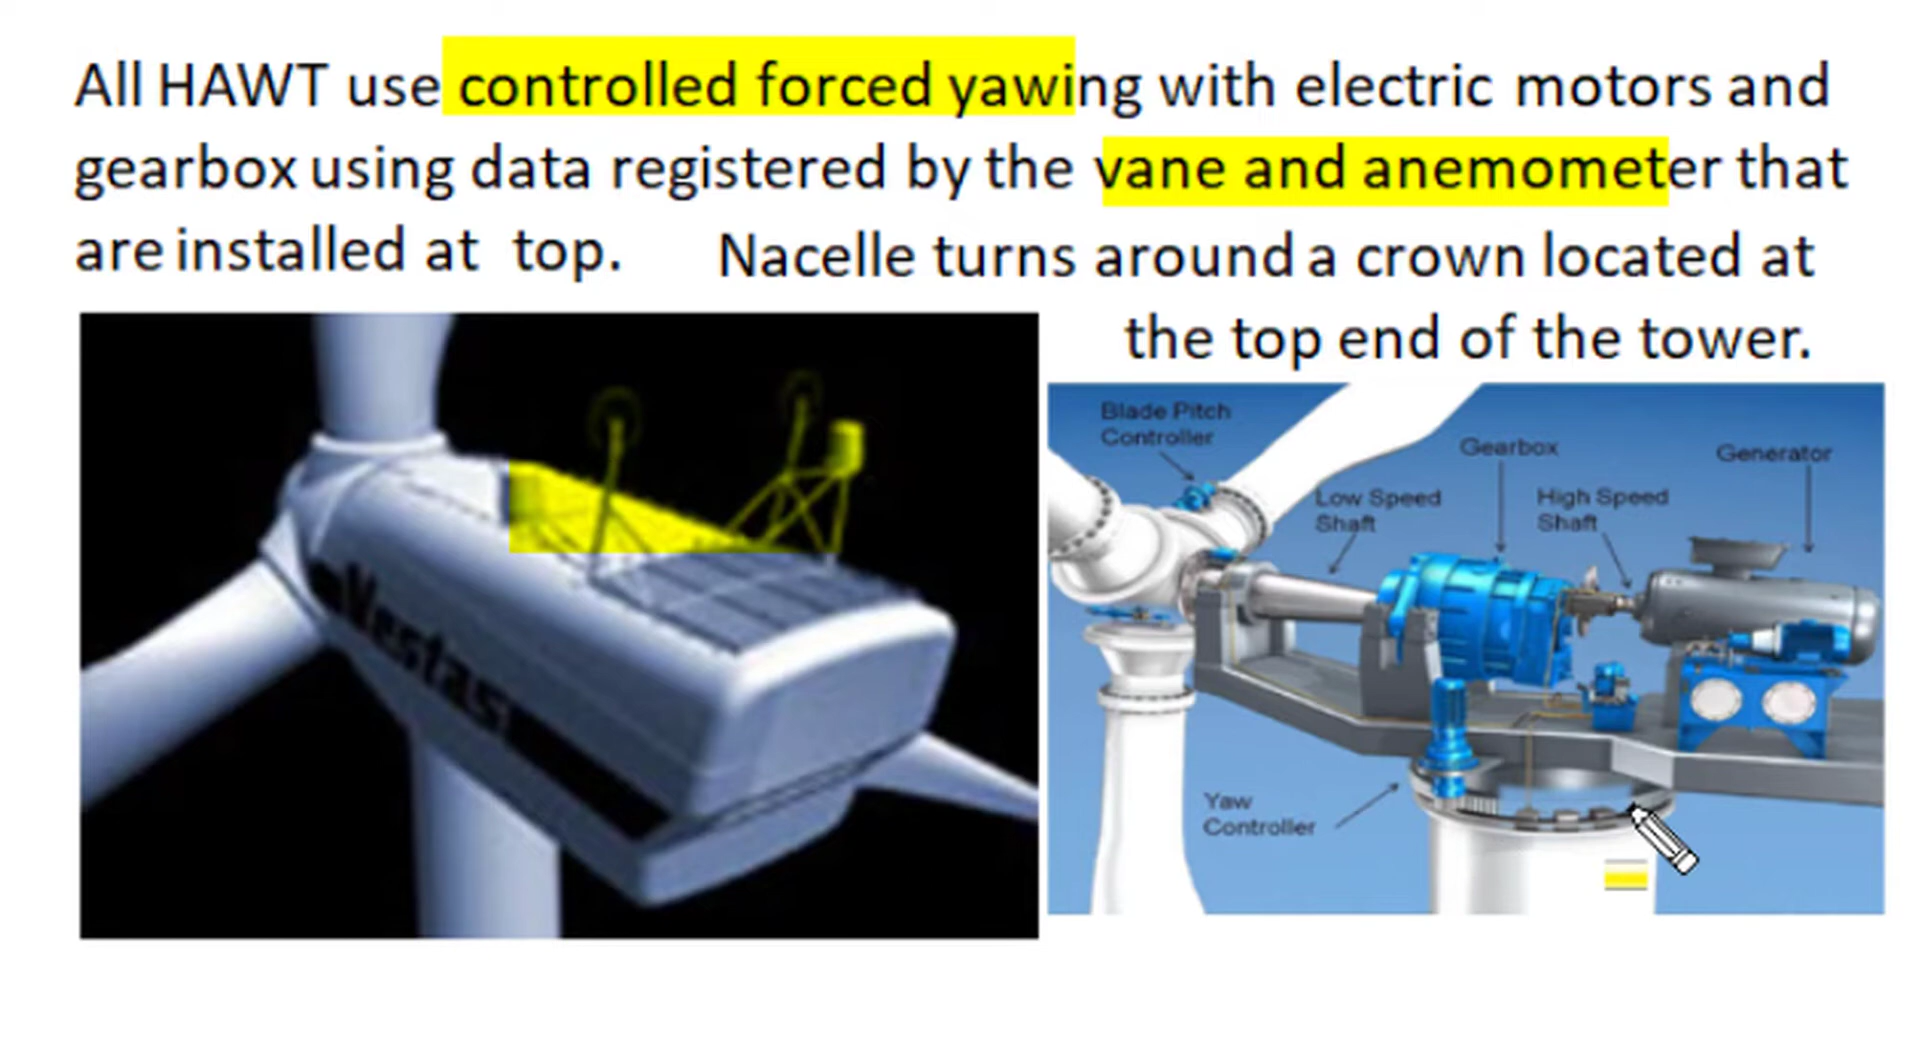 All HAWT use controlled forced yawing with electric motors and
gearbox using data registered by the vane and anemometer that
are installed at top. Nacelle turns around a crown located at
the top end of the tower.
Vestas
Blade Pitch
Controller
Low Speed
Shaft
Gearbox
High Speed
Shaft
Generator
Yaw
Controller